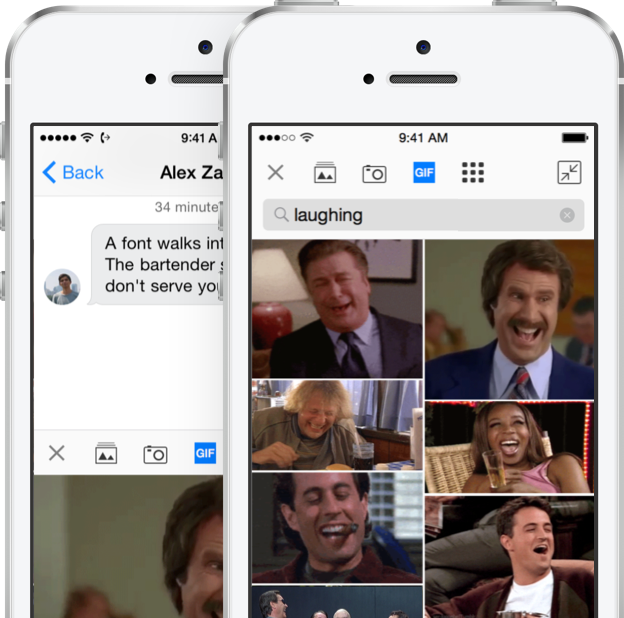 9:41 A
Back
Alex Za
34 minute
A font walks int
The bartender s
don't serve you
GIF
9:41 AM
GIF
laughing